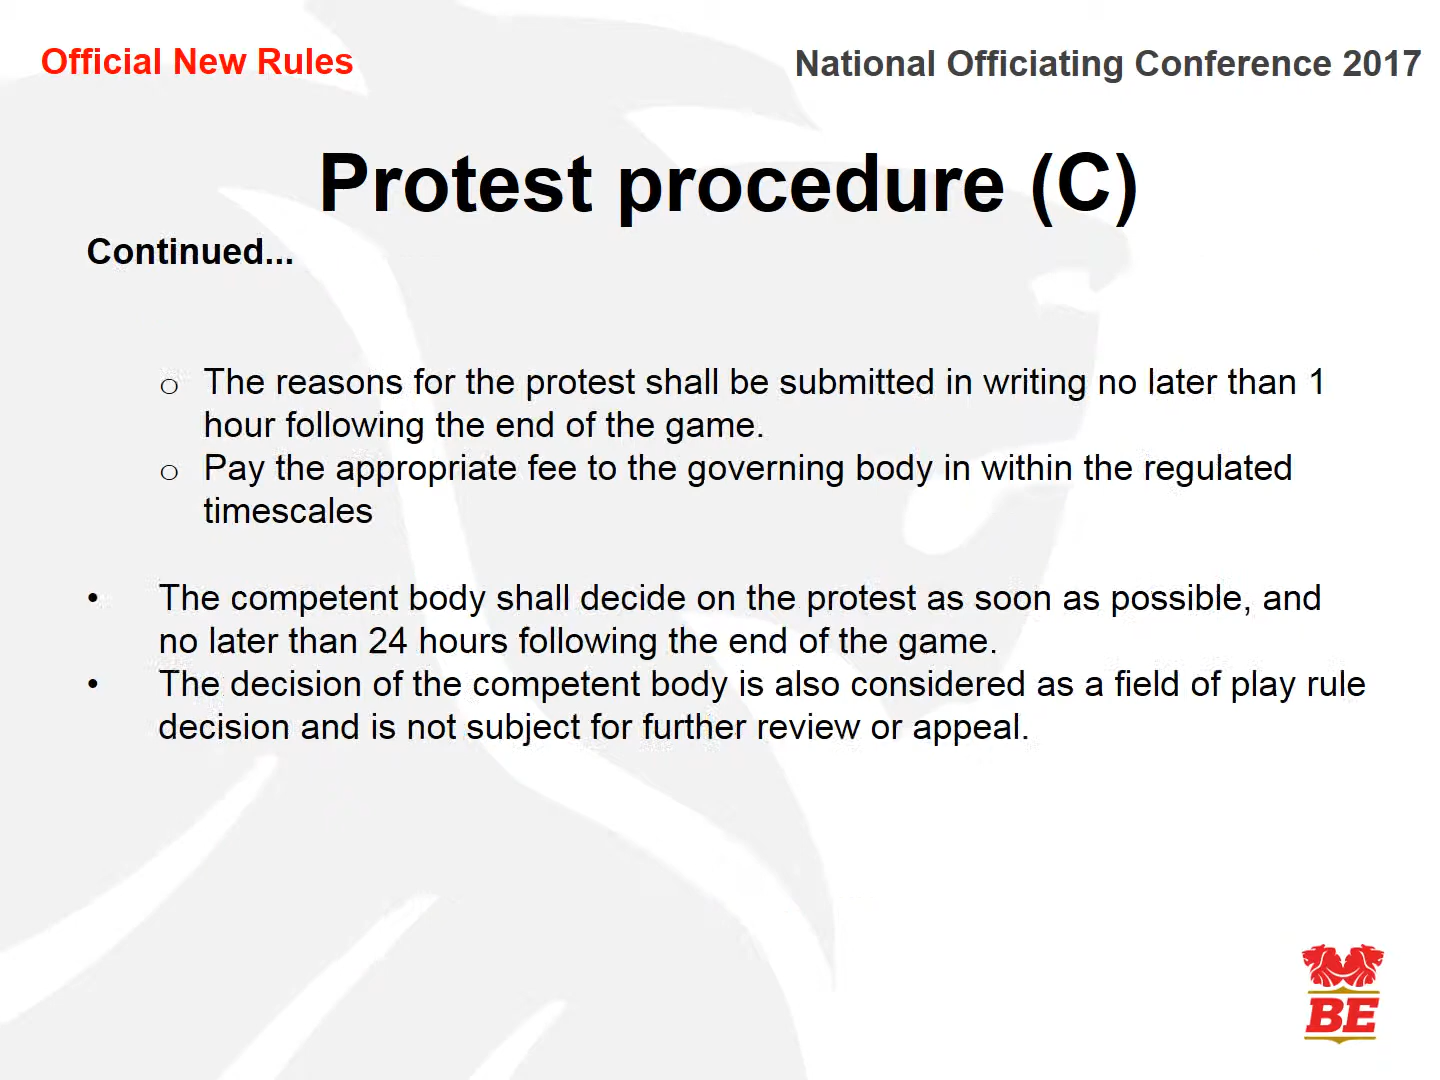 Official New Rules
National Officiating Conference 2017
Protest procedure (C)
Continued...
o The reasons for the protest shall be submitted in writing no later than 1
hour following the end of the game.
o Pay the appropriate fee to the governing body in within the regulated
timescales
• The competent body shall decide on the protest as soon as possible, and
no later than 24 hours following the end of the game.
• The decision of the competent body is also considered as a field of play rule
decision and is not subject for further review or appeal.
BE